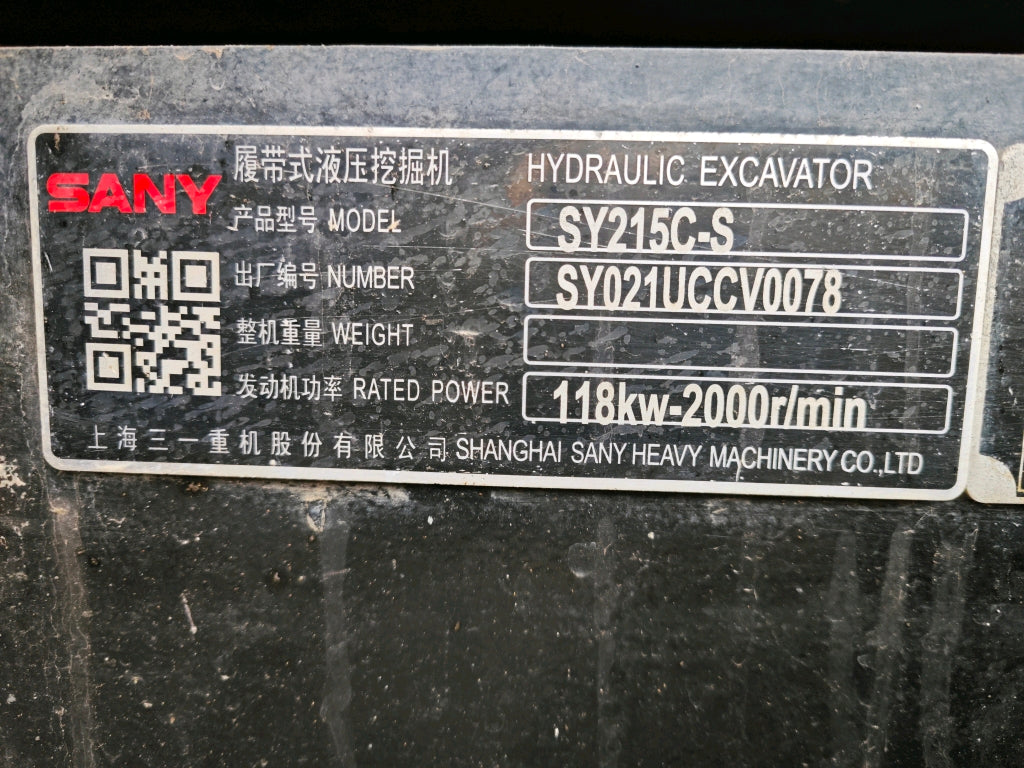 SANY
履带式液压挖掘机 HYDRAULIC EXCAVATOR
产品型号 MODEL SY215C-S
出厂编号 NUMBER SY021UCCV0078
整机重量 WEIGHT
发动机功率 RATED POWER 118kw-2000r/min
上海三一重机股份有限公司 SHANGHAI SANY HEAVY MACHINERY CO.,LTD